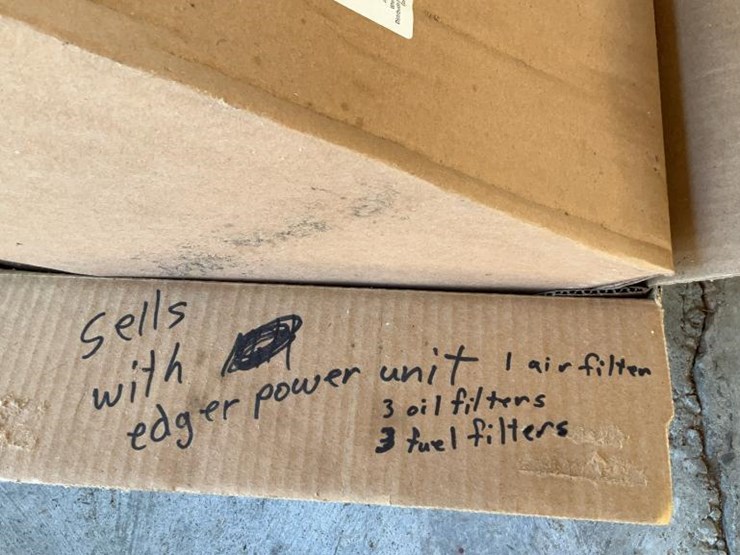 Sells
with
edger power unit
1 air filter
3 oil filters
3 fuel filters